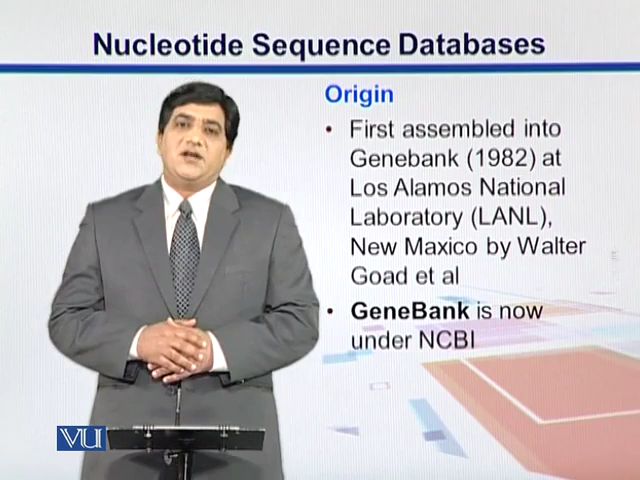 Nucleotide Sequence Databases
Origin
• First assembled into
Genebank (1982) at
Los Alamos National
Laboratory (LANL),
New Maxico by Walter
Goad et al
• GeneBank is now
under NCBI
VU